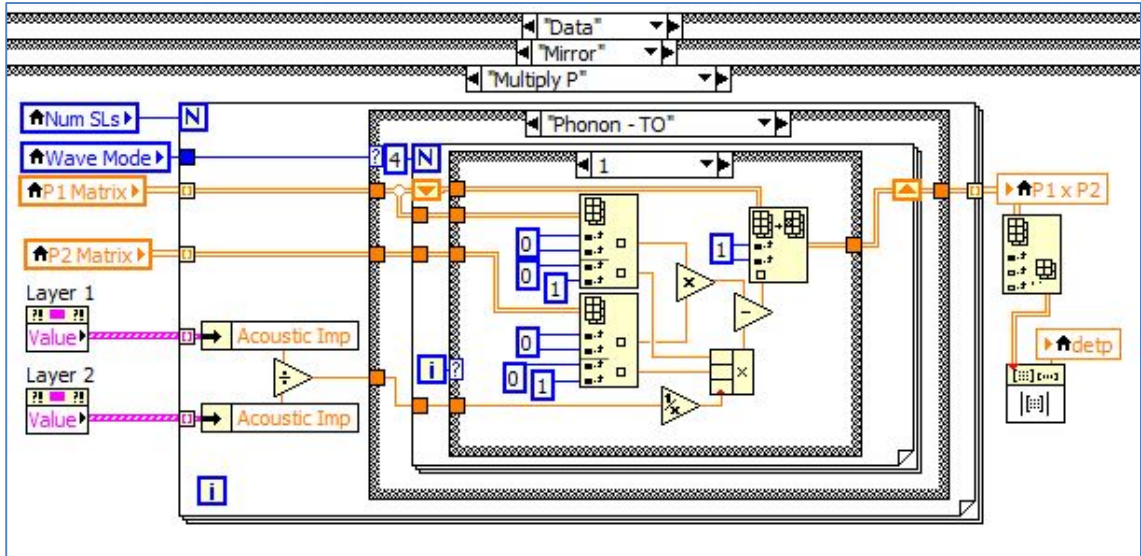 "Data"
"Mirror"
"Multiply P"
Num SLs
N
"Phonon - TO"
Wave Mode
?
4
N
1
P1 Matrix
P1 x P2
0
1
0
1
P2 Matrix
×
−
Layer 1
?! ?!
Value
Acoustic Imp
0
detp
i
?
0
1
×
÷
Layer 2
?! ?!
Value
Acoustic Imp
1/x
i